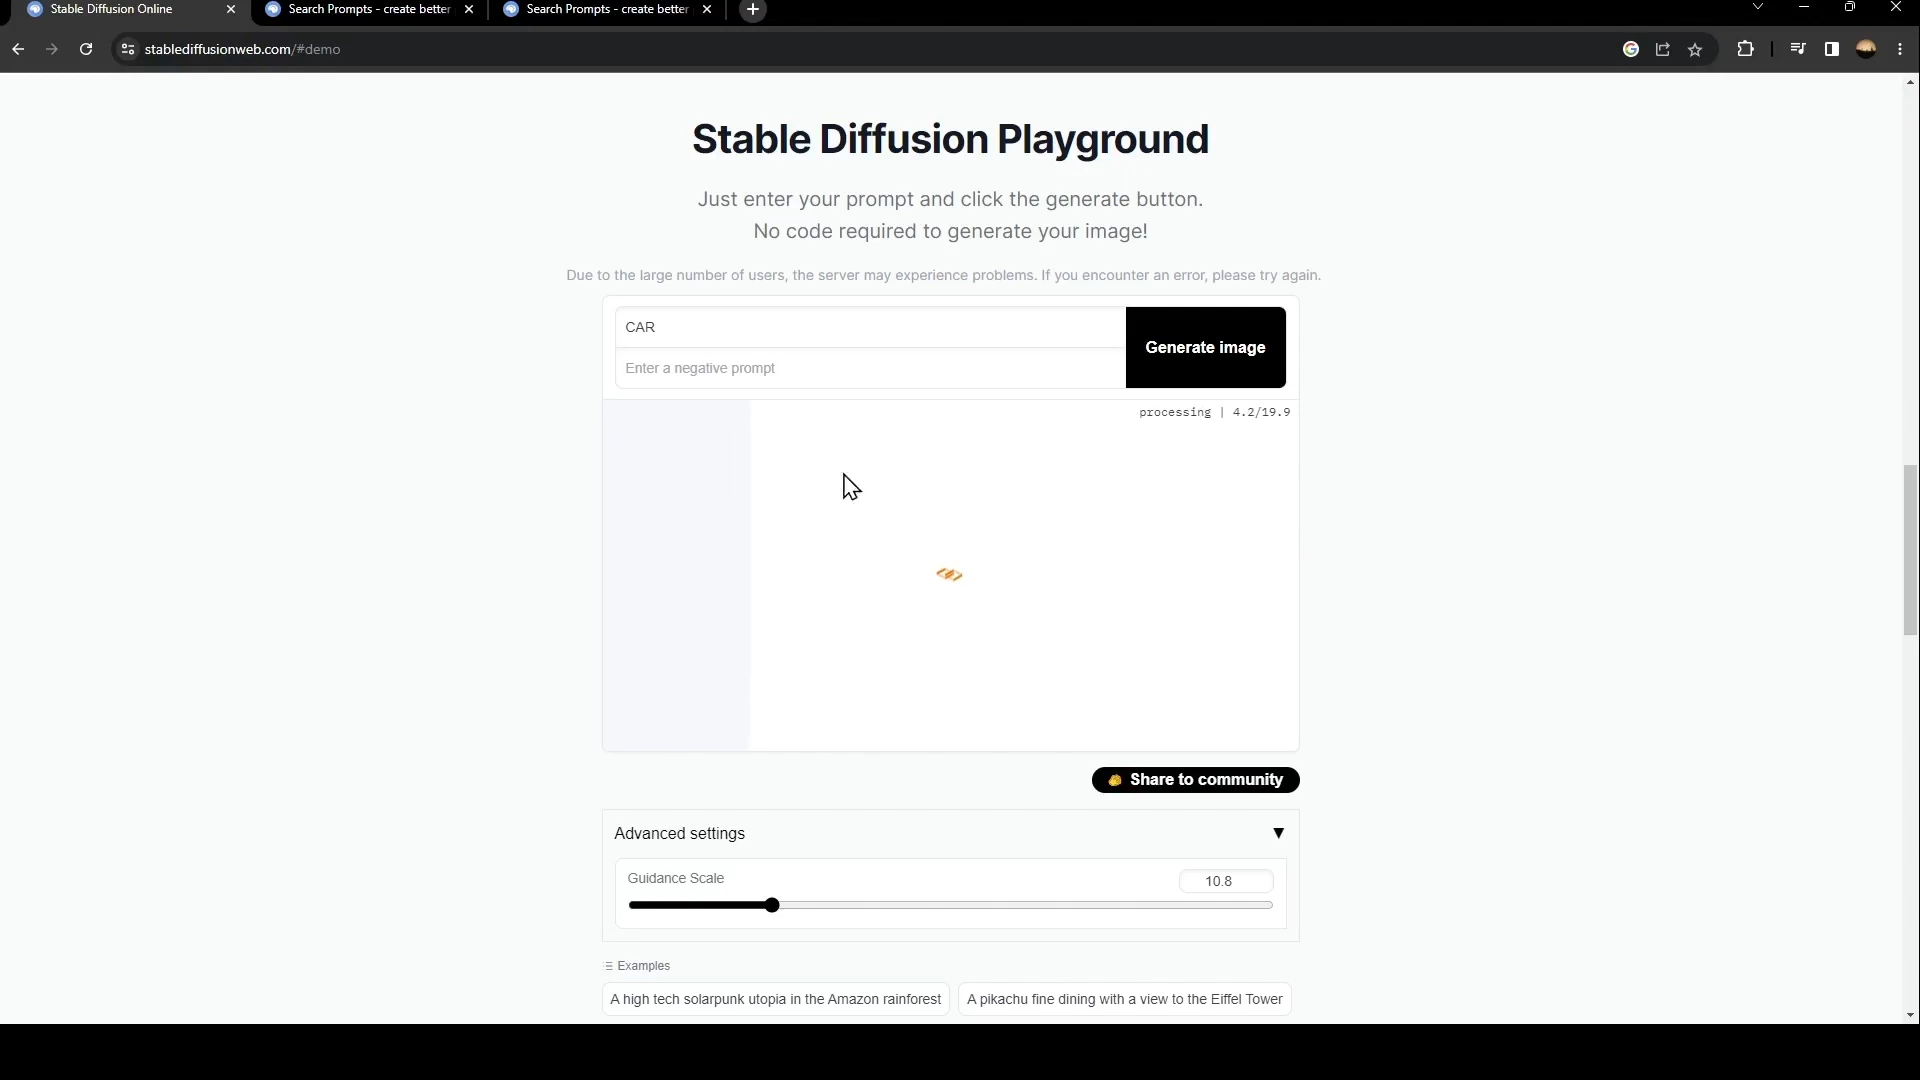 Stable Diffusion Online
Search Prompts - create better
Search Prompts - create better
stablediffusionweb.com/#demo
Stable Diffusion Playground
Just enter your prompt and click the generate button.
No code required to generate your image!
Due to the large number of users, the server may experience problems. If you encounter an error, please try again.
CAR
Generate image
Enter a negative prompt
processing | 4.2/19.9
Share to community
Advanced settings
Guidance Scale
10.8
Examples
A high tech solarpunk utopia in the Amazon rainforest
A pikachu fine dining with a view to the Eiffel Tower